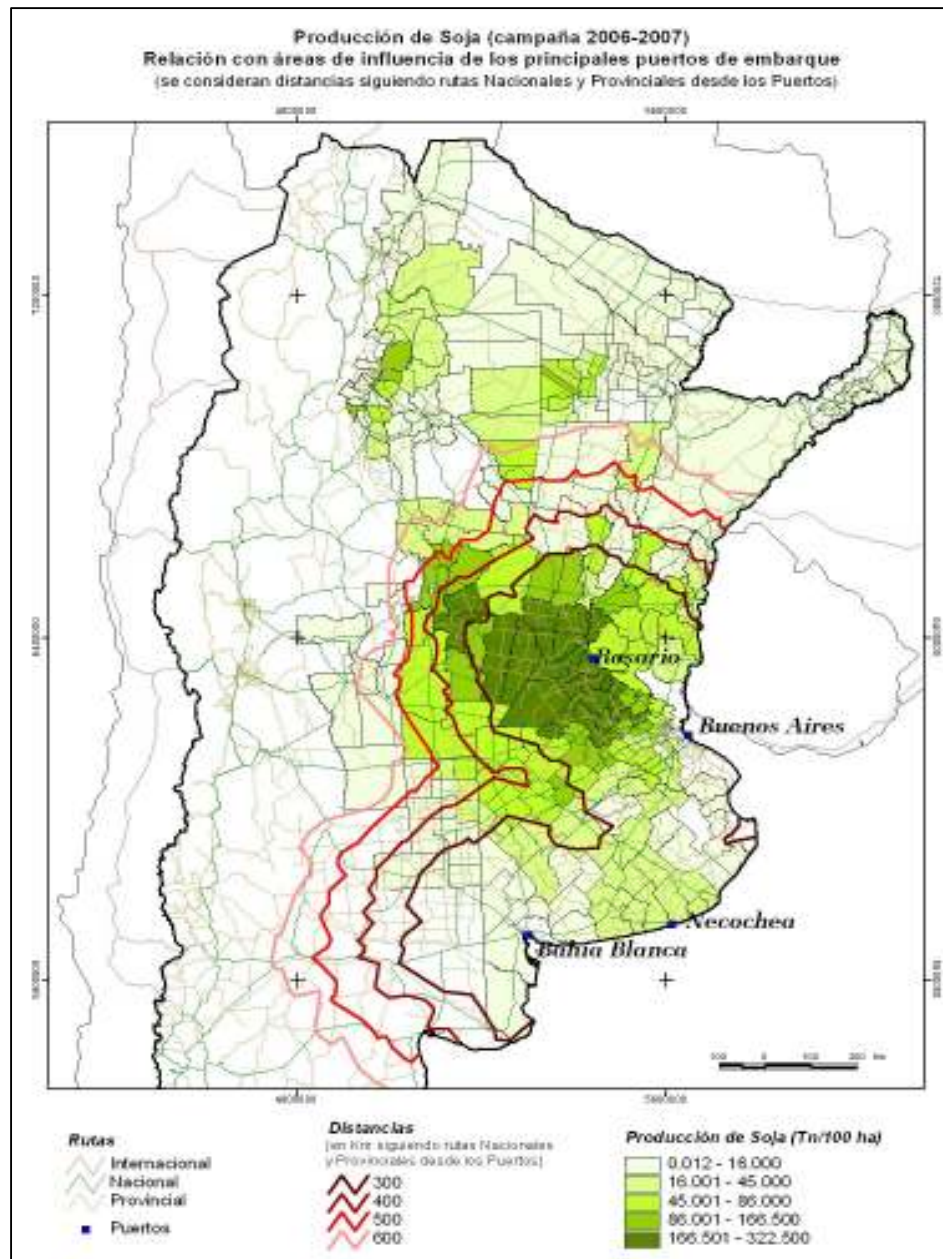 Producción de Soja (campaña 2006-2007)
Relación con áreas de influencia de los principales puertos de embarque
(se consideran distancias siguiendo rutas Nacionales y Provinciales desde los Puertos)
Rosario
Buenos Aires
Necochea
Bahia Blanca
Rutas
Internacional
Nacional
Provincial
Puertos
Distancias
(en Km siguiendo rutas Nacionales
y Provinciales desde los Puertos)
300
400
500
600
Producción de Soja (Tn/100 ha)
0.012 - 16.000
16.001 - 45.000
45.001 - 86.000
86.001 - 166.500
166.501 - 322.500